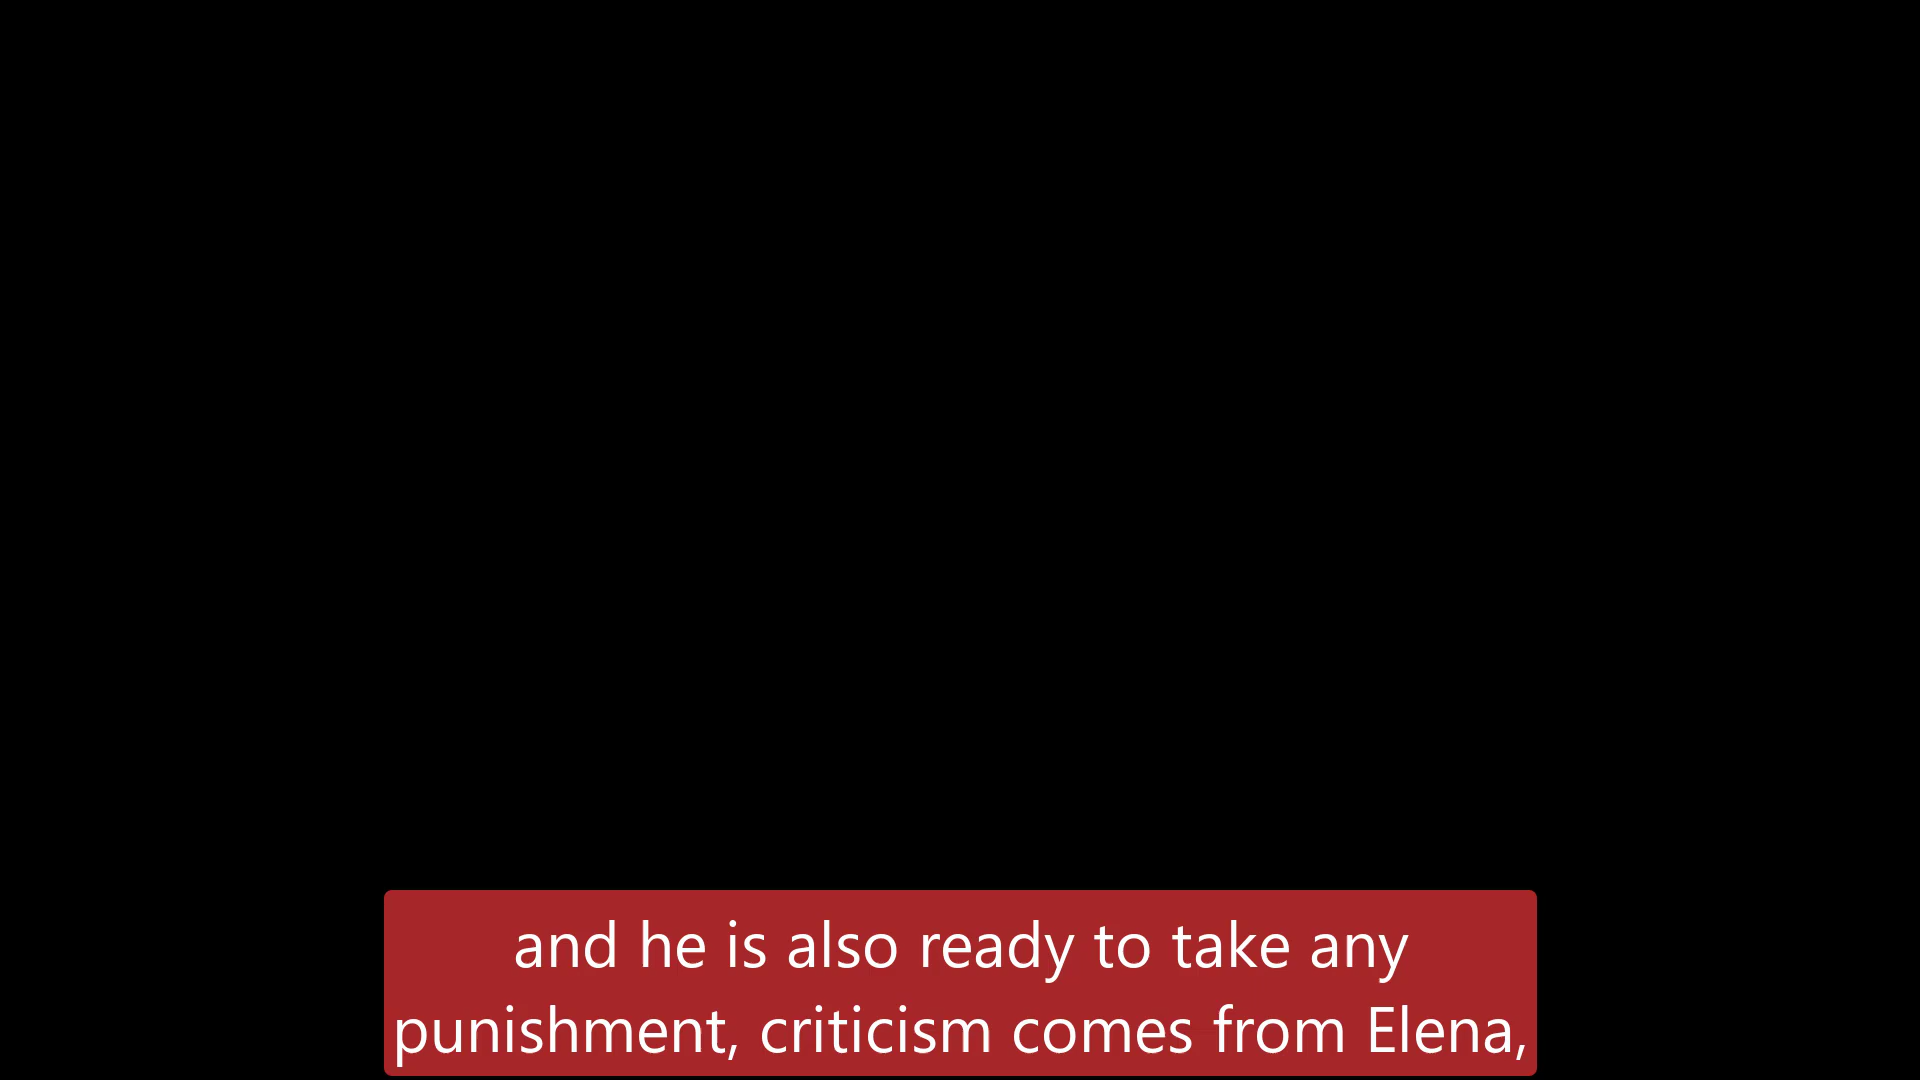 and he is also ready to take any
punishment, criticism comes from Elena,